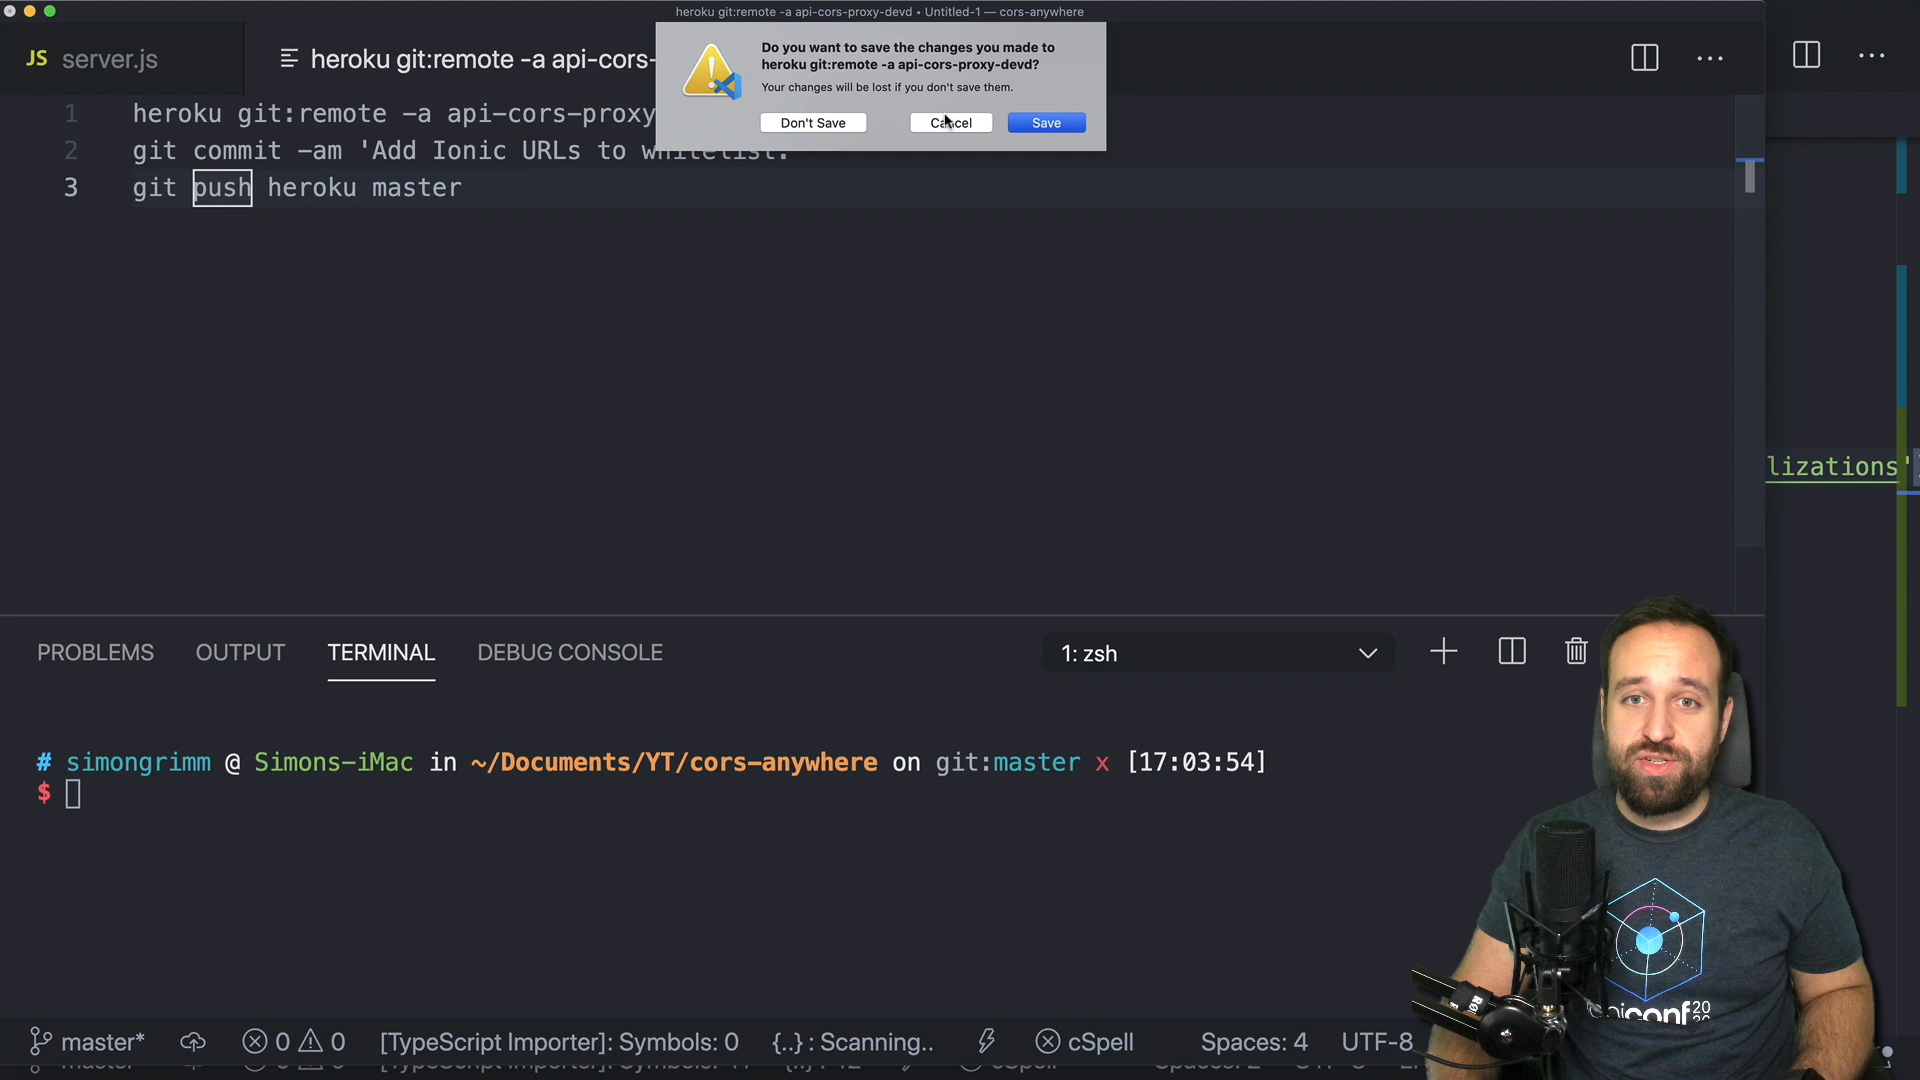 heroku git:remote -a api-cors-proxy-devd • Untitled-1 — cors-anywhere
JS server.js
heroku git:remote -a api-cors-
Do you want to save the changes you made to
heroku git:remote -a api-cors-proxy-devd?
Your changes will be lost if you don't save them.
Don't Save
Cancel
Save
1 heroku git:remote -a api-cors-proxy
2 git commit -am 'Add Ionic URLs to whitelist.
3 git push heroku master
lizations'
PROBLEMS OUTPUT TERMINAL DEBUG CONSOLE
1: zsh
# simongrimm @ Simons-iMac in ~/Documents/YT/cors-anywhere on git:master x [17:03:54]
$
master* 0 0 [TypeScript Importer]: Symbols: 0 {..} : Scanning.. cSpell Spaces: 4 UTF-8